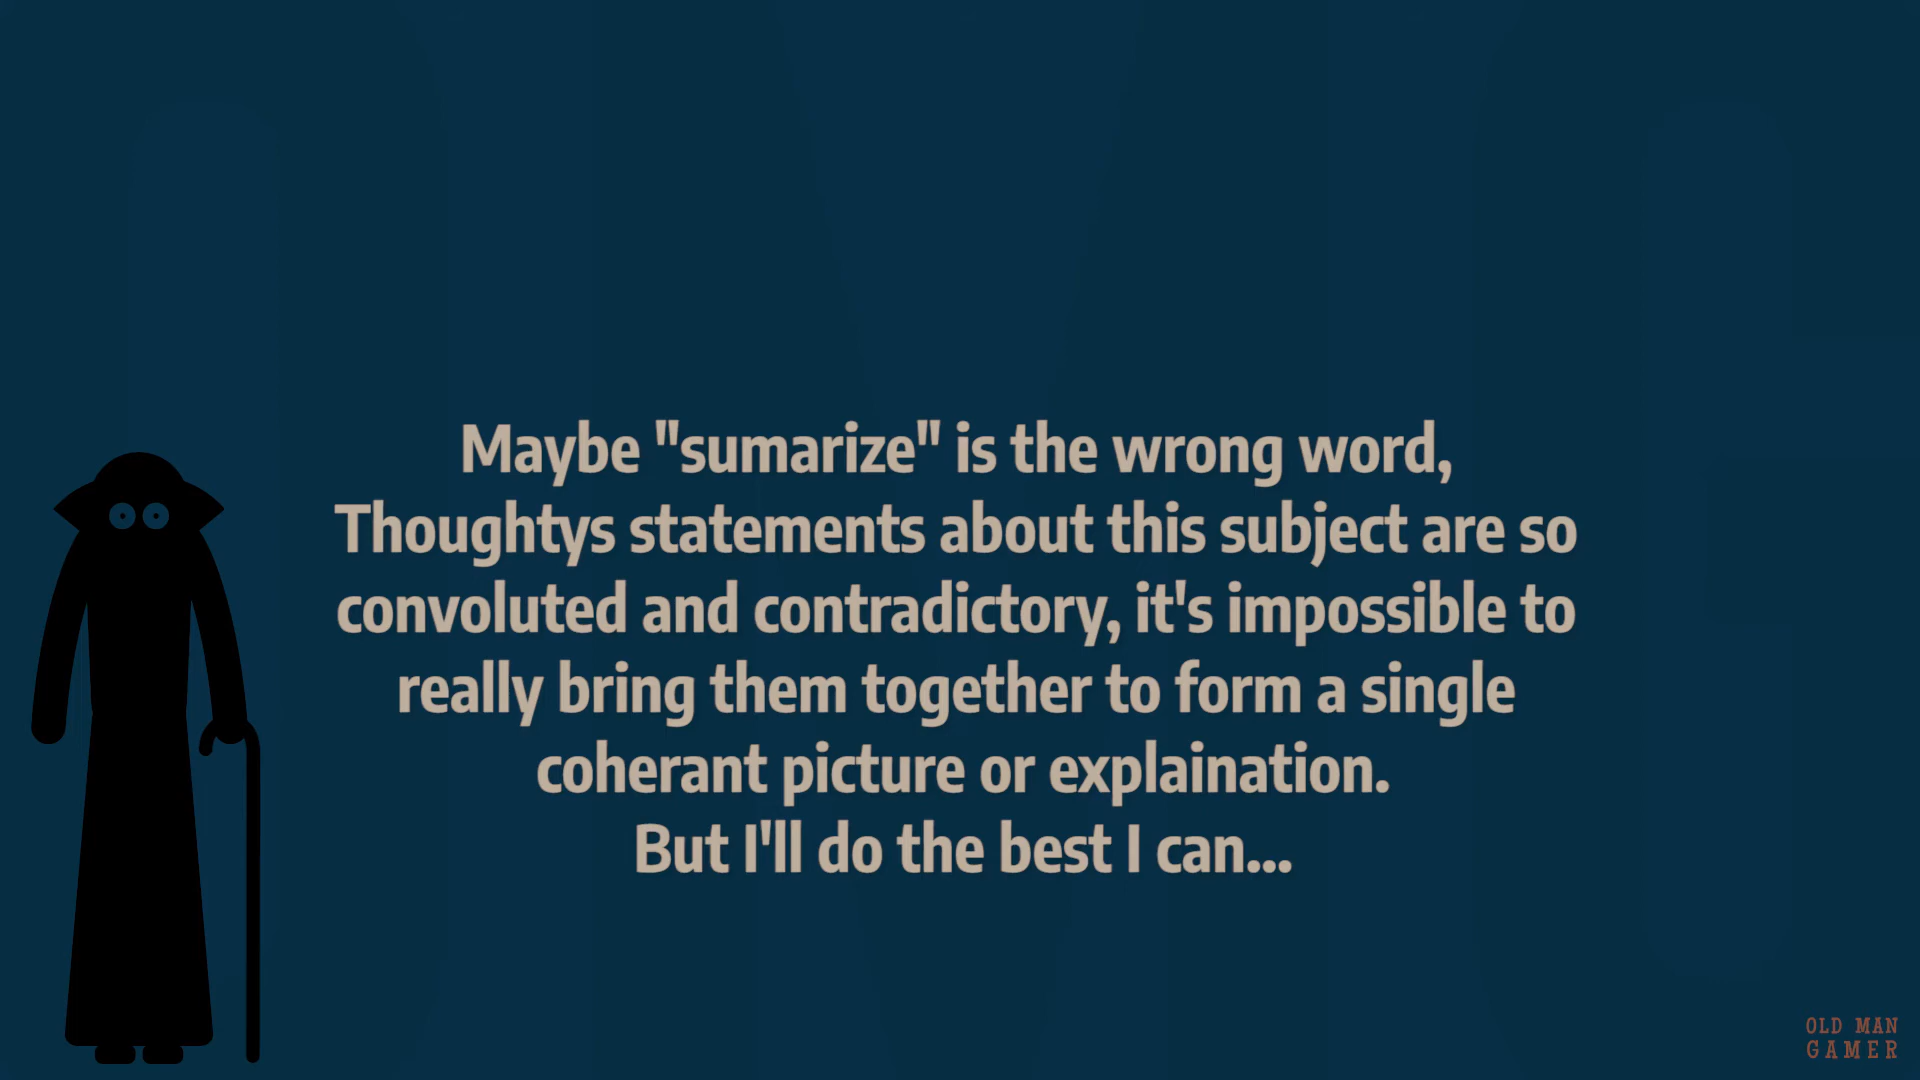 Maybe "sumarize" is the wrong word,
Thoughtys statements about this subject are so
convoluted and contradictory, it's impossible to
really bring them together to form a single
coherant picture or explaination.
But I'll do the best I can...
OLD MAN
GAMER